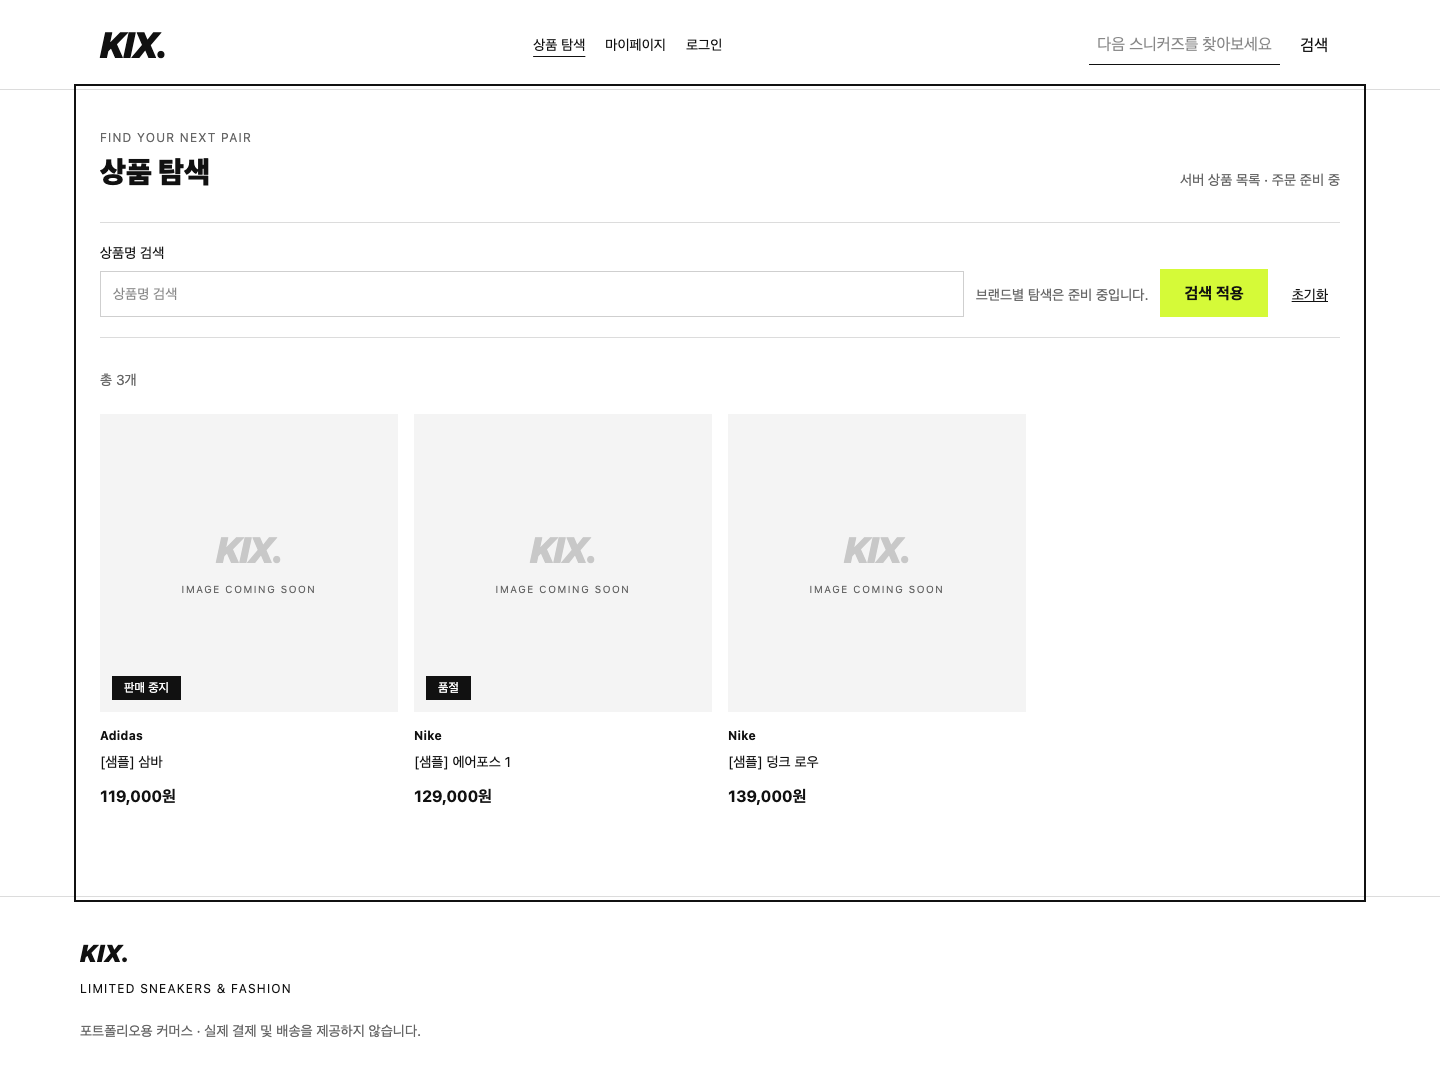 KIX.
상품 탐색 마이페이지 로그인
다음 스니커즈를 찾아보세요 검색
FIND YOUR NEXT PAIR
상품 탐색
서버 상품 목록 · 주문 준비 중
상품명 검색
상품명 검색 브랜드별 탐색은 준비 중입니다. 검색 적용 초기화
총 3개
KIX. KIX. KIX.
IMAGE COMING SOON IMAGE COMING SOON IMAGE COMING SOON
판매 중지 품절
Adidas Nike Nike
[샘플] 삼바 [샘플] 에어포스 1 [샘플] 덩크 로우
119,000원 129,000원 139,000원
KIX.
LIMITED SNEAKERS & FASHION
포트폴리오용 커머스 · 실제 결제 및 배송을 제공하지 않습니다.